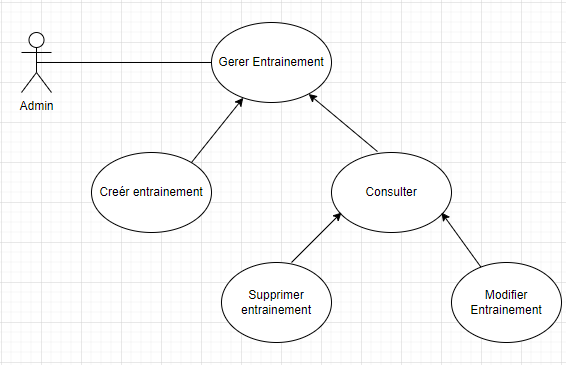 Gerer Entrainement
Admin
Creér entrainement
Consulter
Supprimer
entrainement
Modifier
Entrainement